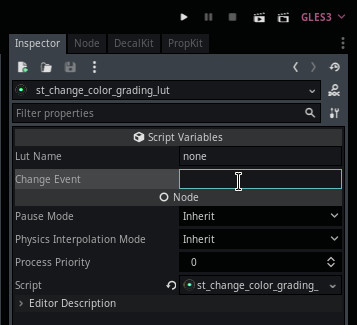 GLES3
Inspector Node DecalKit PropKit
st_change_color_grading_lut
Filter properties
Script Variables
Lut Name none
Change Event
Node
Pause Mode Inherit
Physics Interpolation Mode Inherit
Process Priority 0
Script st_change_color_grading_
Editor Description